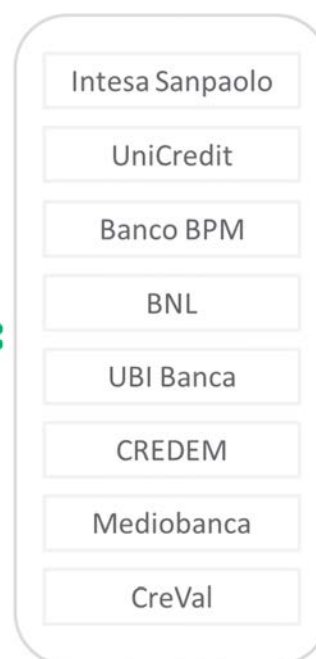 Intesa Sanpaolo
UniCredit
Banco BPM
BNL
UBI Banca
CREDEM
Mediobanca
CreVal